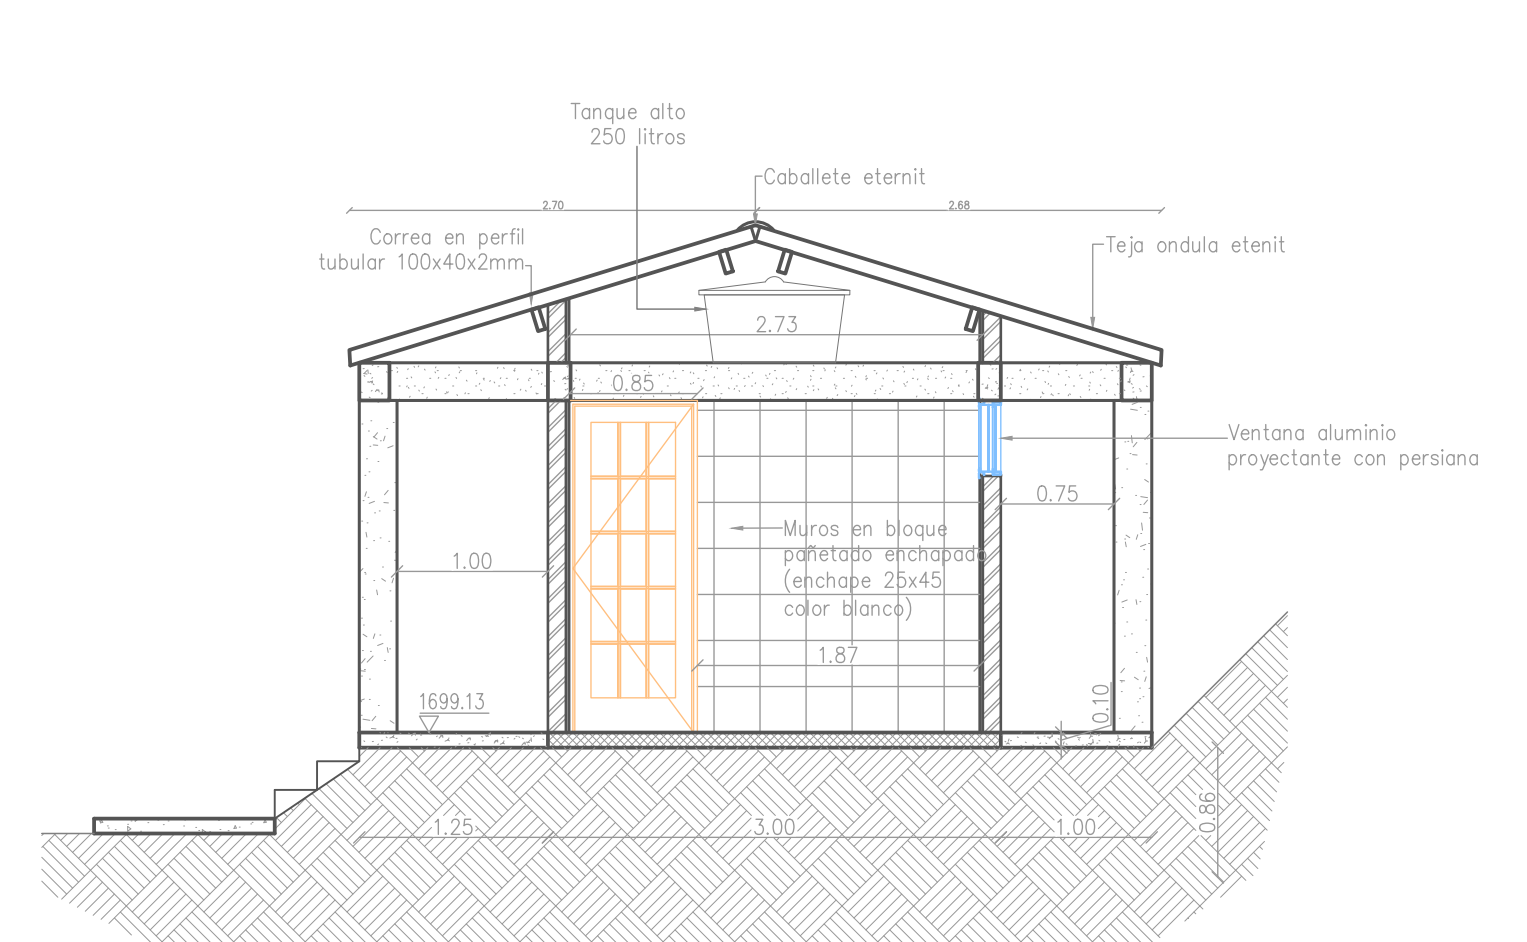 Tanque alto
250 litros
Caballete eternit
2.70
2.68
Correa en perfil
tubular 100x40x2mm
Teja ondula etenit
2.73
0.85
Ventana aluminio
proyectante con persiana
0.75
Muros en bloque
pañetado enchapado
(enchape 25x45
color blanco)
1.00
1.87
1699.13
0.10
0.86
1.25
3.00
1.00